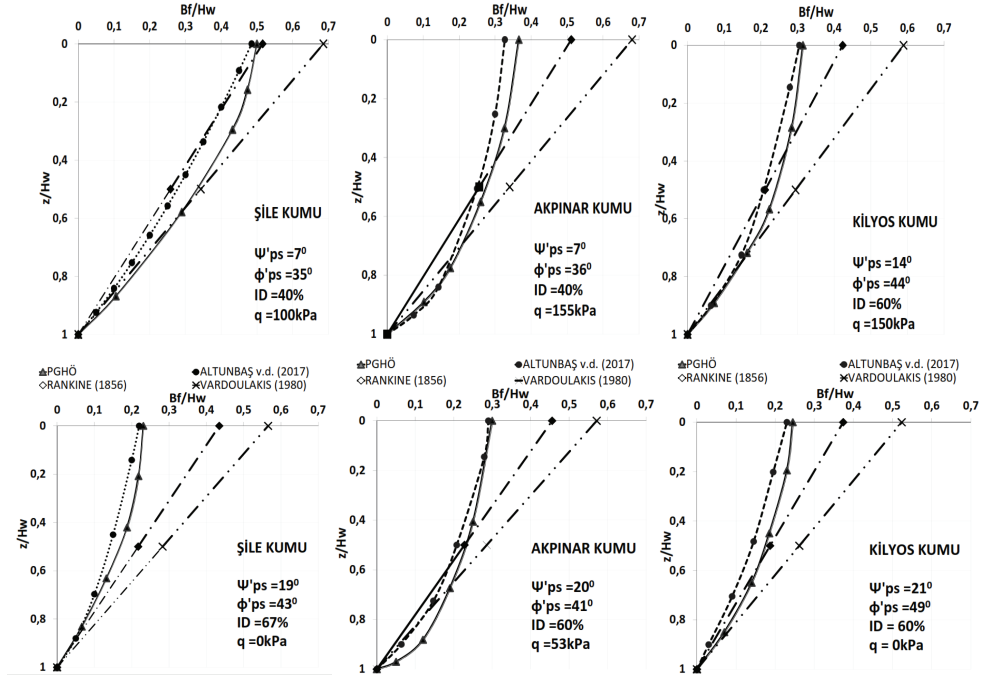 Bf/Hw
0 0,1 0,2 0,3 0,4 0,5 0,6 0,7
0
0,2
0,4
0,6
0,8
1
z/Hw
ŞİLE KUMU
Ψ'ps =7⁰
ϕ'ps =35⁰
ID =40%
q =100kPa
Bf/Hw
0 0,1 0,2 0,3 0,4 0,5 0,6 0,7
0
0,2
0,4
0,6
0,8
1
z/Hw
AKPINAR KUMU
Ψ'ps =7⁰
ϕ'ps =36⁰
ID =40%
q =155kPa
Bf/Hw
0 0,1 0,2 0,3 0,4 0,5 0,6 0,7 0,8
0
0,2
0,4
0,6
0,8
1
z/Hw
KİLYOS KUMU
Ψ'ps =14⁰
ϕ'ps =44⁰
ID =60%
q =150kPa
PGHÖ ALTUNBAŞ v.d. (2017)
RANKINE (1856) VARDOULAKIS (1980)
Bf/Hw
0 0,1 0,2 0,3 0,4 0,5 0,6 0,7
0
0,2
0,4
0,6
0,8
1
z/Hw
ŞİLE KUMU
Ψ'ps =19⁰
ϕ'ps =43⁰
ID =67%
q =0kPa
PGHÖ ALTUNBAŞ v.d. (2017)
RANKINE (1856) VARDOULAKIS (1980)
Bf/Hw
0 0,1 0,2 0,3 0,4 0,5 0,6 0,7 0,8
0
0,2
0,4
0,6
0,8
1
z/Hw
AKPINAR KUMU
Ψ'ps =20⁰
ϕ'ps =41⁰
ID =60%
q =53kPa
PGHÖ ALTUNBAŞ v.d. (2017)
RANKINE (1856) VARDOULAKIS (1980)
Bf/Hw
0 0,1 0,2 0,3 0,4 0,5 0,6 0,7
0
0,2
0,4
0,6
0,8
1
z/Hw
KİLYOS KUMU
Ψ'ps =21⁰
ϕ'ps =49⁰
ID = 60%
q = 0kPa